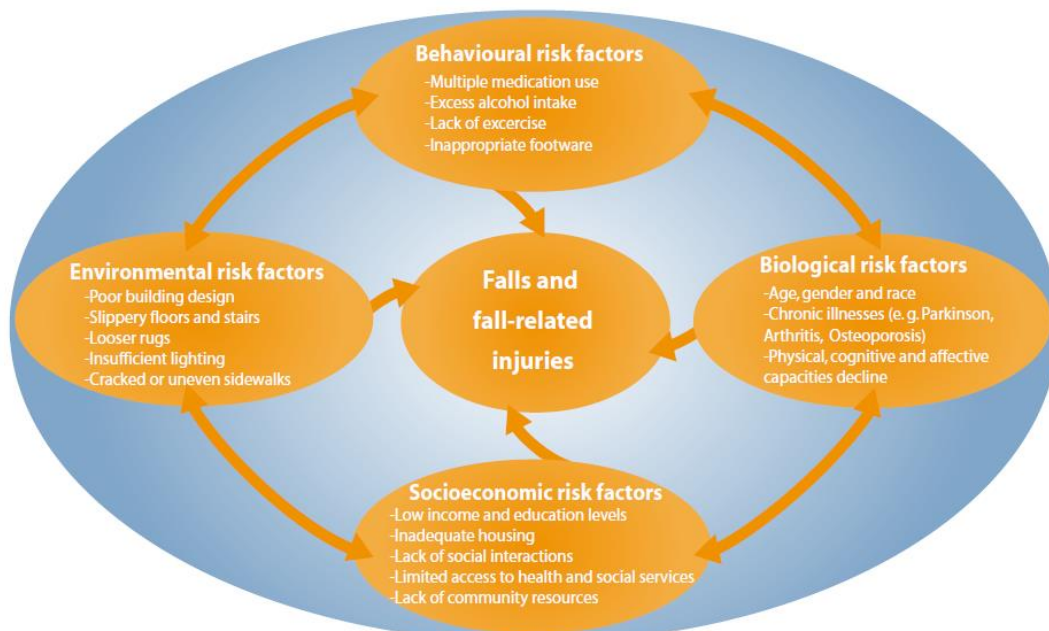 Behavioural risk factors
-Multiple medication use
-Excess alcohol intake
-Lack of excercise
-Inappropriate footware
Environmental risk factors
-Poor building design
-Slippery floors and stairs
-Looser rugs
-Insufficient lighting
-Cracked or uneven sidewalks
Falls and
fall-related
injuries
Biological risk factors
-Age, gender and race
-Chronic illnesses (e. g. Parkinson,
Arthritis, Osteoporosis)
-Physical, cognitive and affective
capacities decline
Socioeconomic risk factors
-Low income and education levels
-Inadequate housing
-Lack of social interactions
-Limited access to health and social services
-Lack of community resources